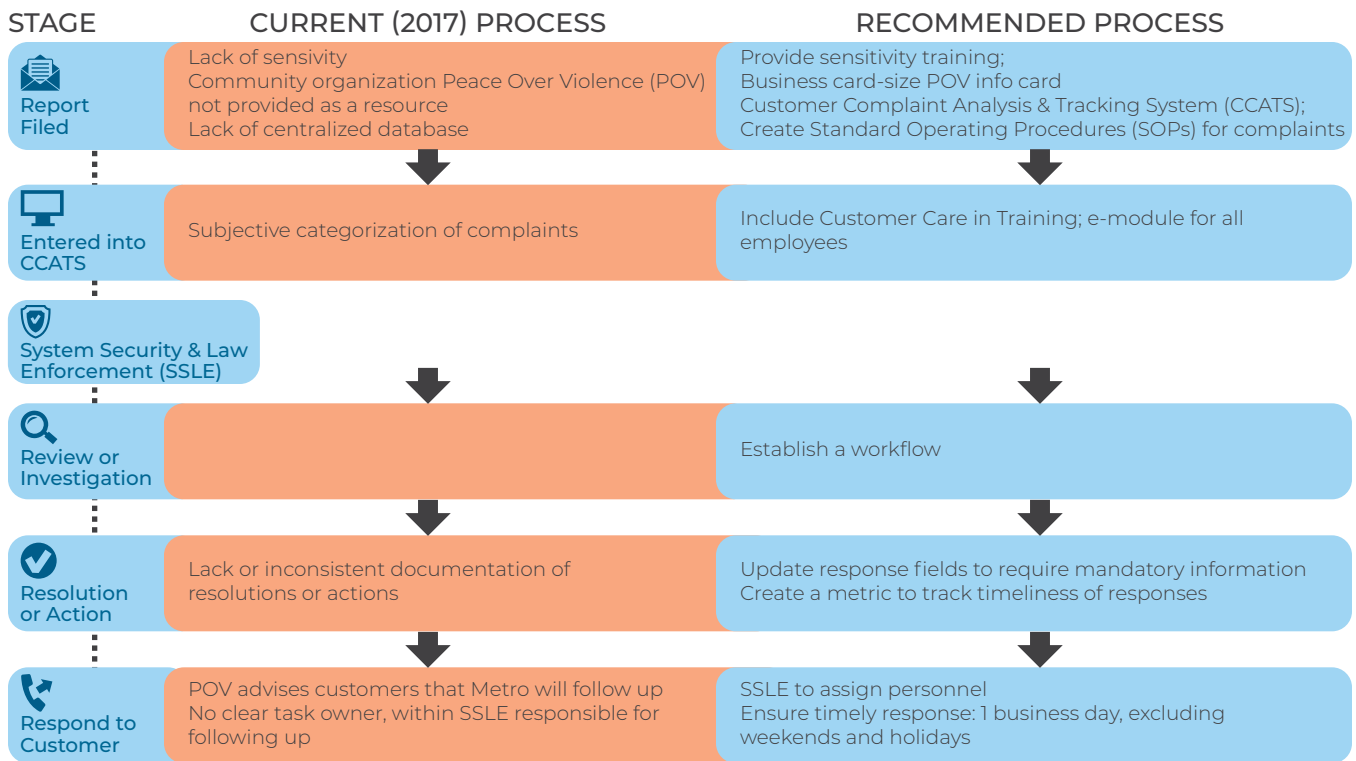 STAGE
CURRENT (2017) PROCESS
RECOMMENDED PROCESS
Report
Filed
Lack of sensivity
Community organization Peace Over Violence (POV)
not provided as a resource
Lack of centralized database
Provide sensitivity training;
Business card-size POV info card
Customer Complaint Analysis & Tracking System (CCATS);
Create Standard Operating Procedures (SOPs) for complaints
Entered into
CCATS
Subjective categorization of complaints
Include Customer Care in Training; e-module for all
employees
System Security & Law
Enforcement (SSLE)
Review or
Investigation
Establish a workflow
Resolution
or Action
Lack or inconsistent documentation of
resolutions or actions
Update response fields to require mandatory information
Create a metric to track timeliness of responses
Respond to
Customer
POV advises customers that Metro will follow up
No clear task owner, within SSLE responsible for
following up
SSLE to assign personnel
Ensure timely response: 1 business day, excluding
weekends and holidays